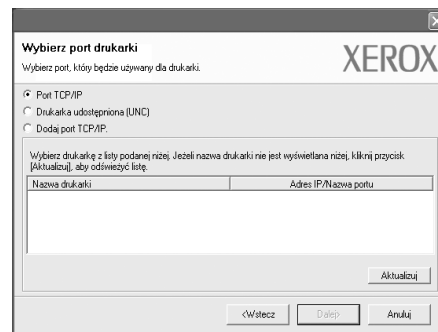 Wybierz port drukarki
Wybierz port, który będzie używany dla drukarki.
XEROX
Port TCP/IP
Drukarka udostępniona (UNC)
Dodaj port TCP/IP.
Wybierz drukarkę z listy podanej niżej. Jeżeli nazwa drukarki nie jest wyświetlana niżej, kliknij przycisk
[Aktualizuj], aby odświeżyć listę.
Nazwa drukarki Adres IP/Nazwa portu
Aktualizuj
<Wstecz Dalej> Anuluj